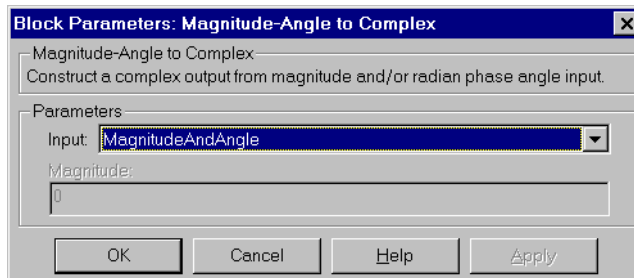 Block Parameters: Magnitude-Angle to Complex
Magnitude-Angle to Complex
Construct a complex output from magnitude and/or radian phase angle input.
Parameters
Input: MagnitudeAndAngle
Magnitude:
0
OK Cancel Help Apply